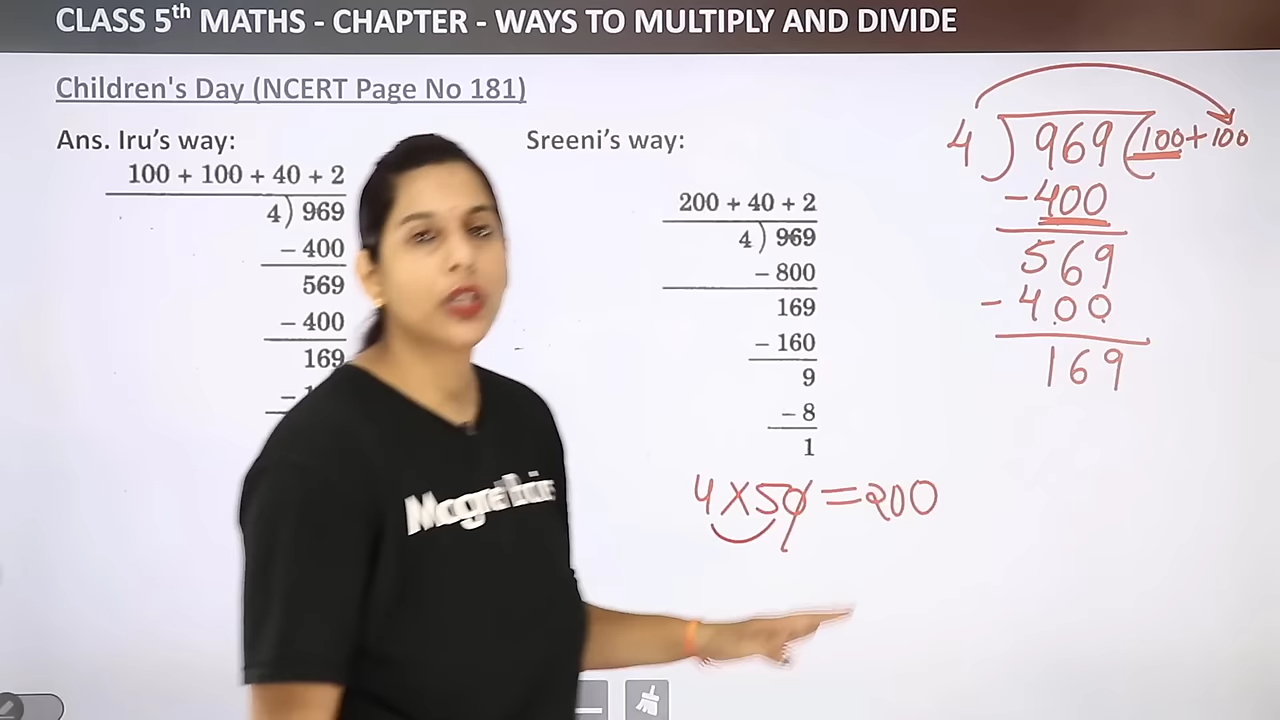 CLASS 5th MATHS - CHAPTER - WAYS TO MULTIPLY AND DIVIDE
Children's Day (NCERT Page No 181)
Ans. Iru's way:
100 + 100 + 40 + 2
4) 969
– 400
569
– 400
169
–
Sreeni's way:
200 + 40 + 2
4) 969
– 800
169
– 160
9
– 8
1
4 × 50 = 200
4) 969 (100+100
- 400
569
- 400
169